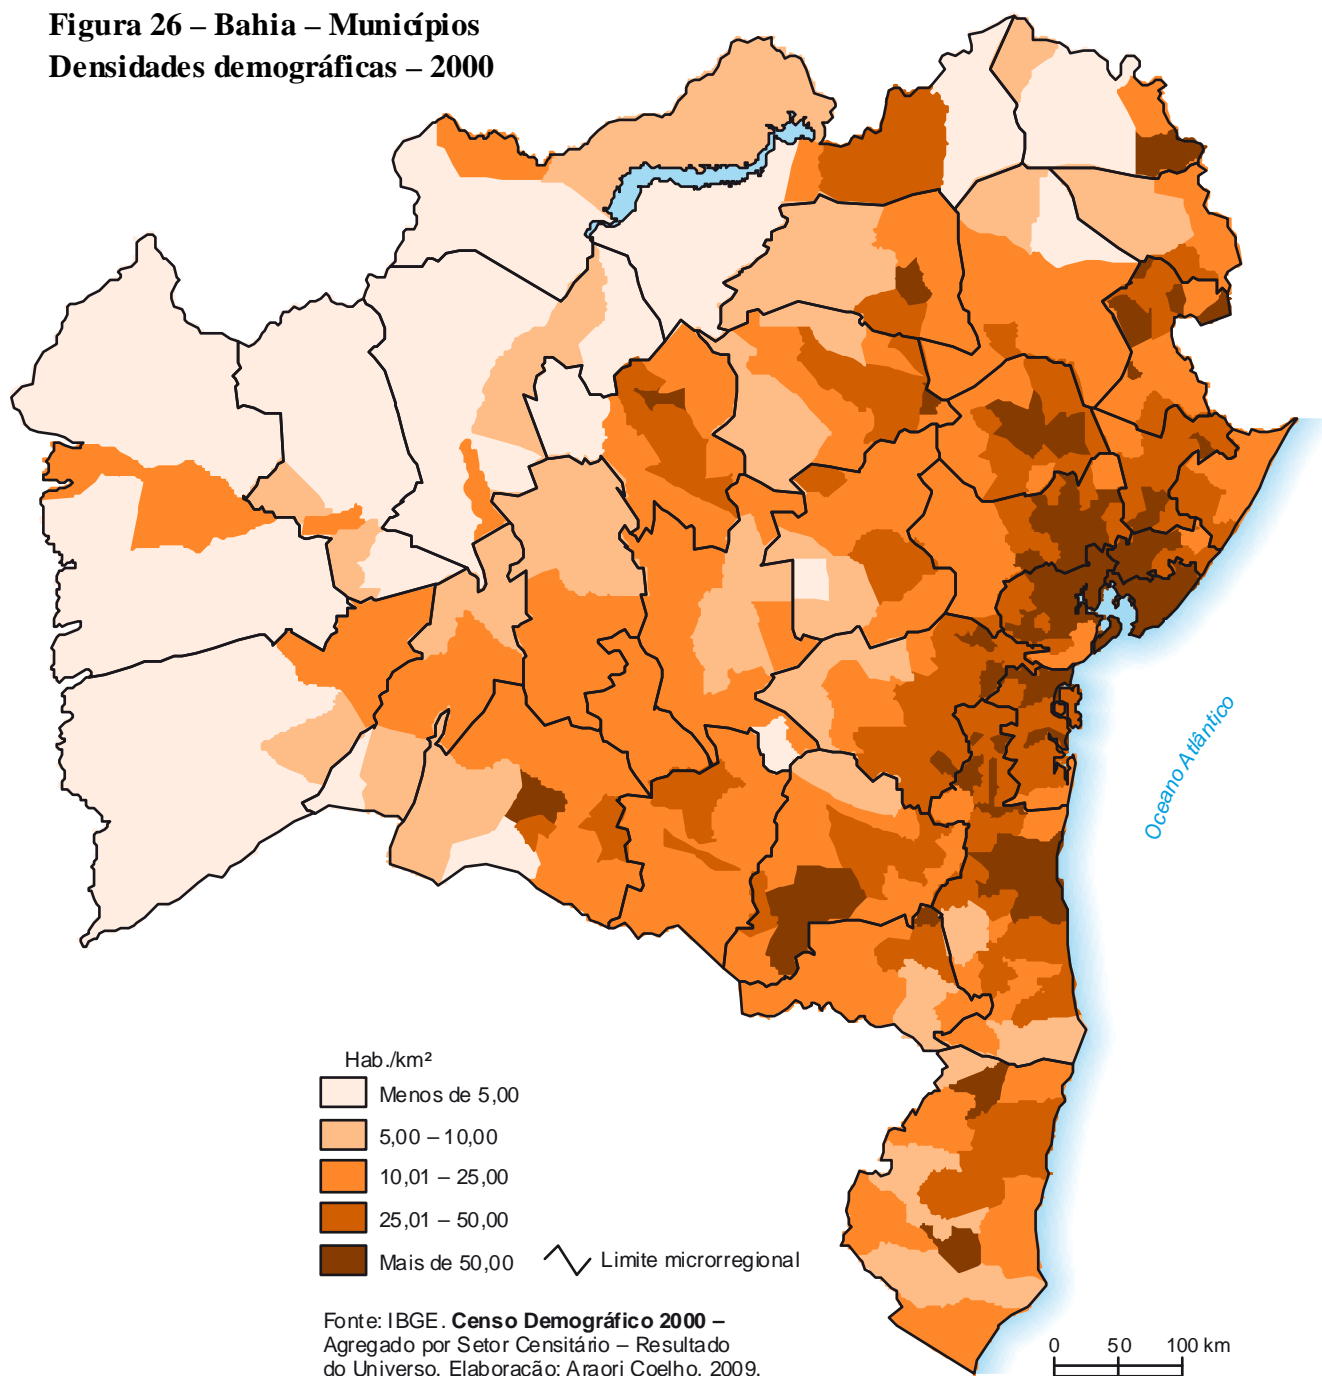 Figura 26 – Bahia – Municípios
Densidades demográficas – 2000
Oceano Atlântico
Hab./km²
Menos de 5,00
5,00 – 10,00
10,01 – 25,00
25,01 – 50,00
Mais de 50,00
Limite microrregional
Fonte: IBGE. Censo Demográfico 2000 –
Agregado por Setor Censitário – Resultado
do Universo. Elaboração: Araori Coelho, 2009.
0 50 100 km